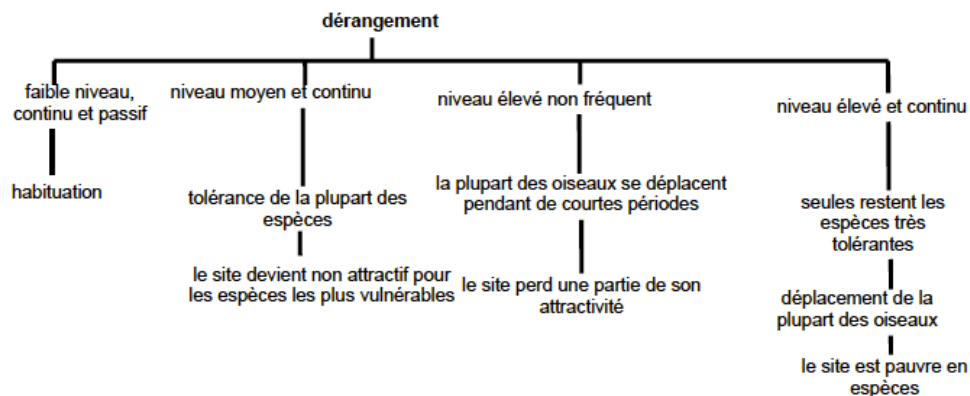 dérangement
faible niveau,
continu et passif
habituation
niveau moyen et continu
tolérance de la plupart des
espèces
le site devient non attractif pour
les espèces les plus vulnérables
niveau élevé non fréquent
la plupart des oiseaux se déplacent
pendant de courtes périodes
le site perd une partie de son
attractivité
niveau élevé et continu
seules restent les
espèces très
tolérantes
déplacement de la
plupart des oiseaux
le site est pauvre en
espèces